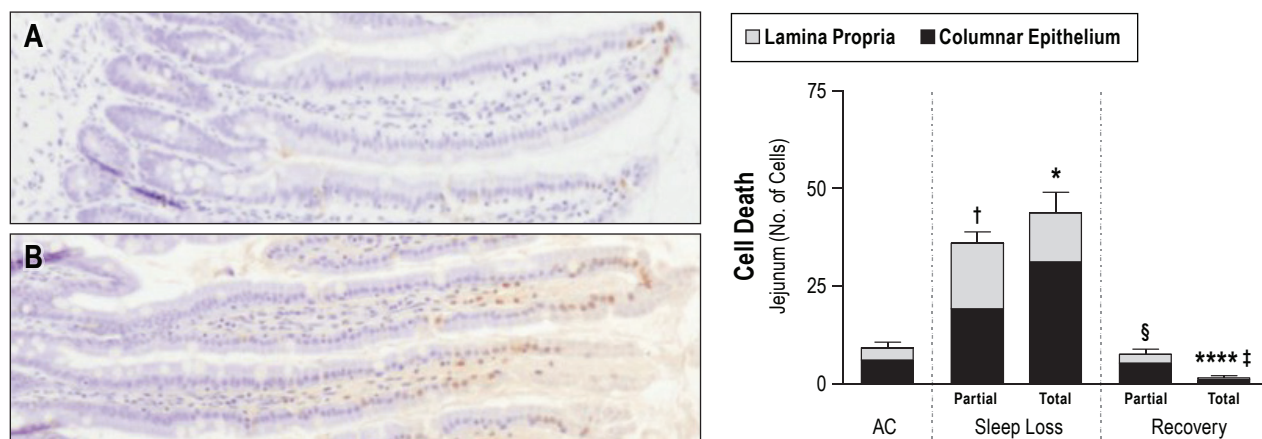 A
B
Lamina Propria Columnar Epithelium
Cell Death
Jejunum (No. of Cells)
75
50
25
0
†
*
§
**** ‡
Partial Total Partial Total
AC Sleep Loss Recovery